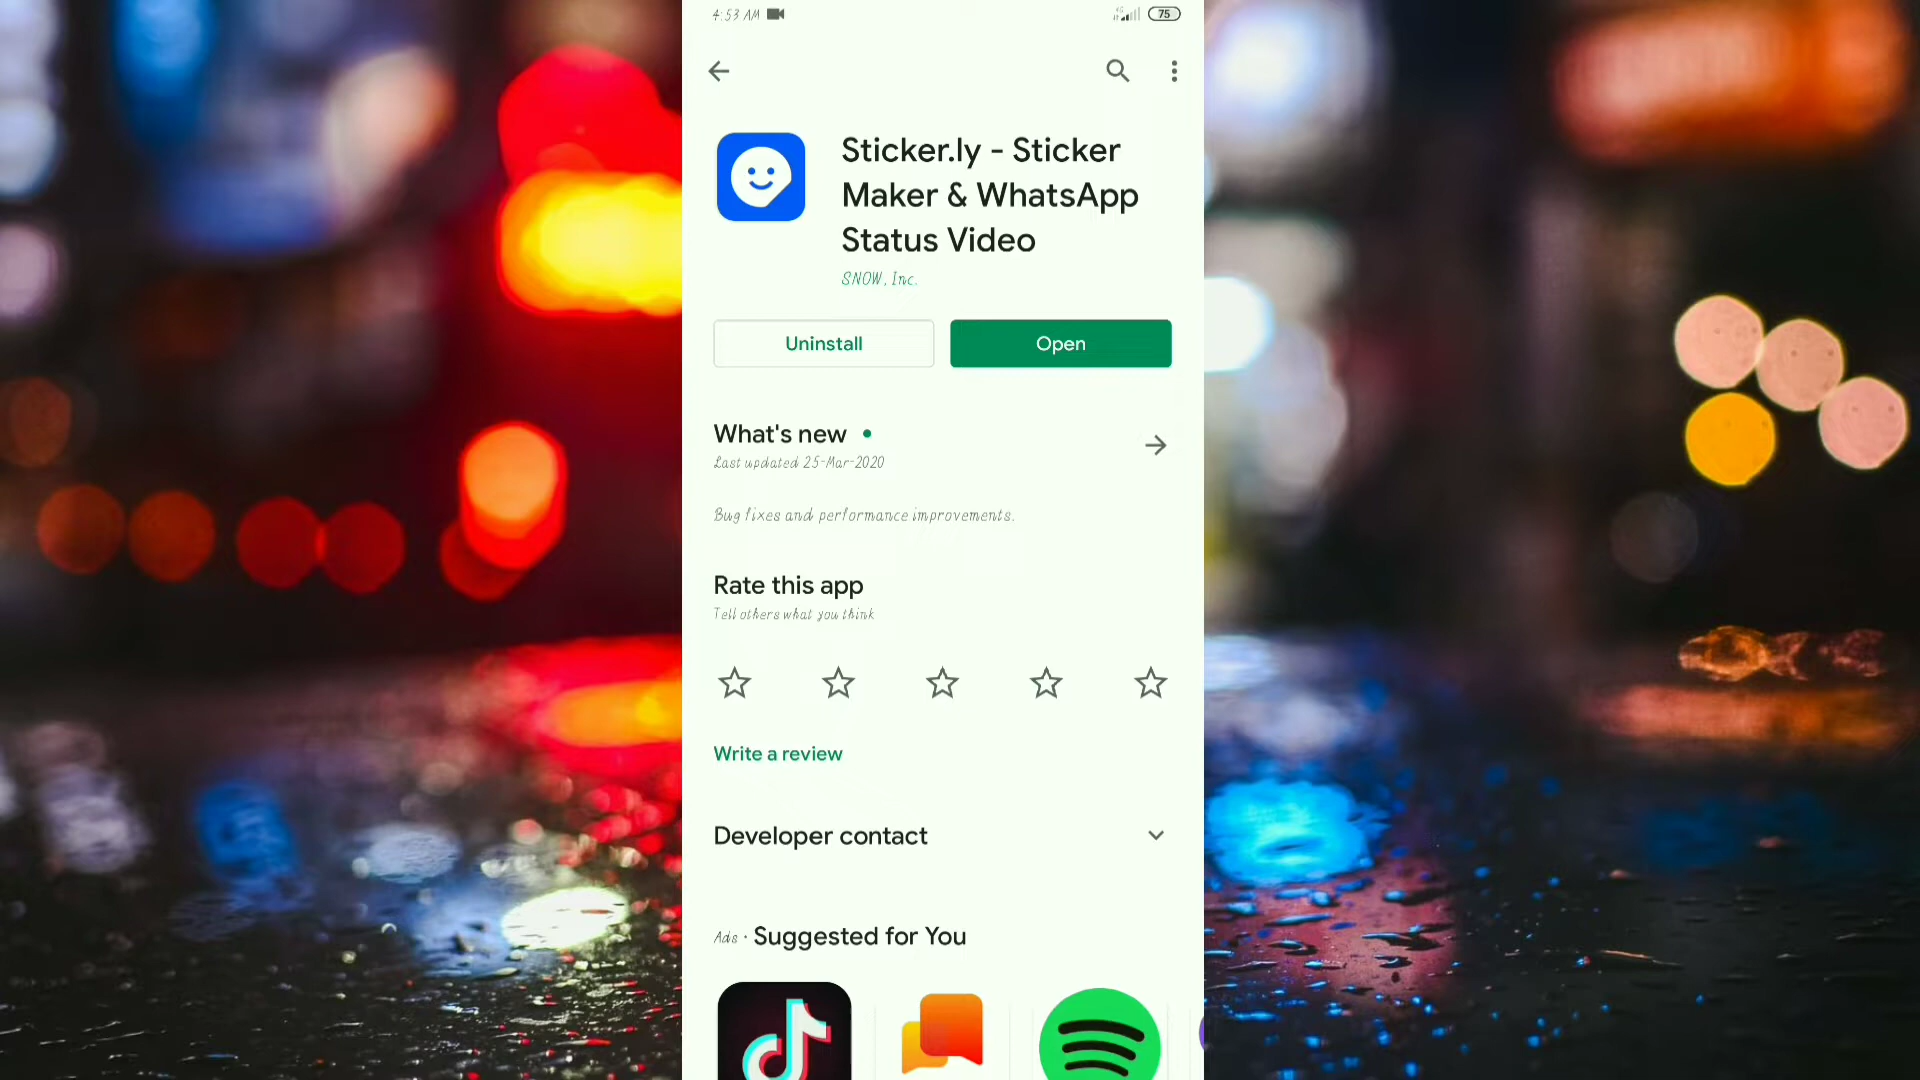 4:53 AM
4G
75
Sticker.ly - Sticker
Maker & WhatsApp
Status Video
SNOW, Inc.
Uninstall
Open
What's new
Last updated 25-Mar-2020
Bug fixes and performance improvements.
Rate this app
Tell others what you think
Write a review
Developer contact
Ads · Suggested for You